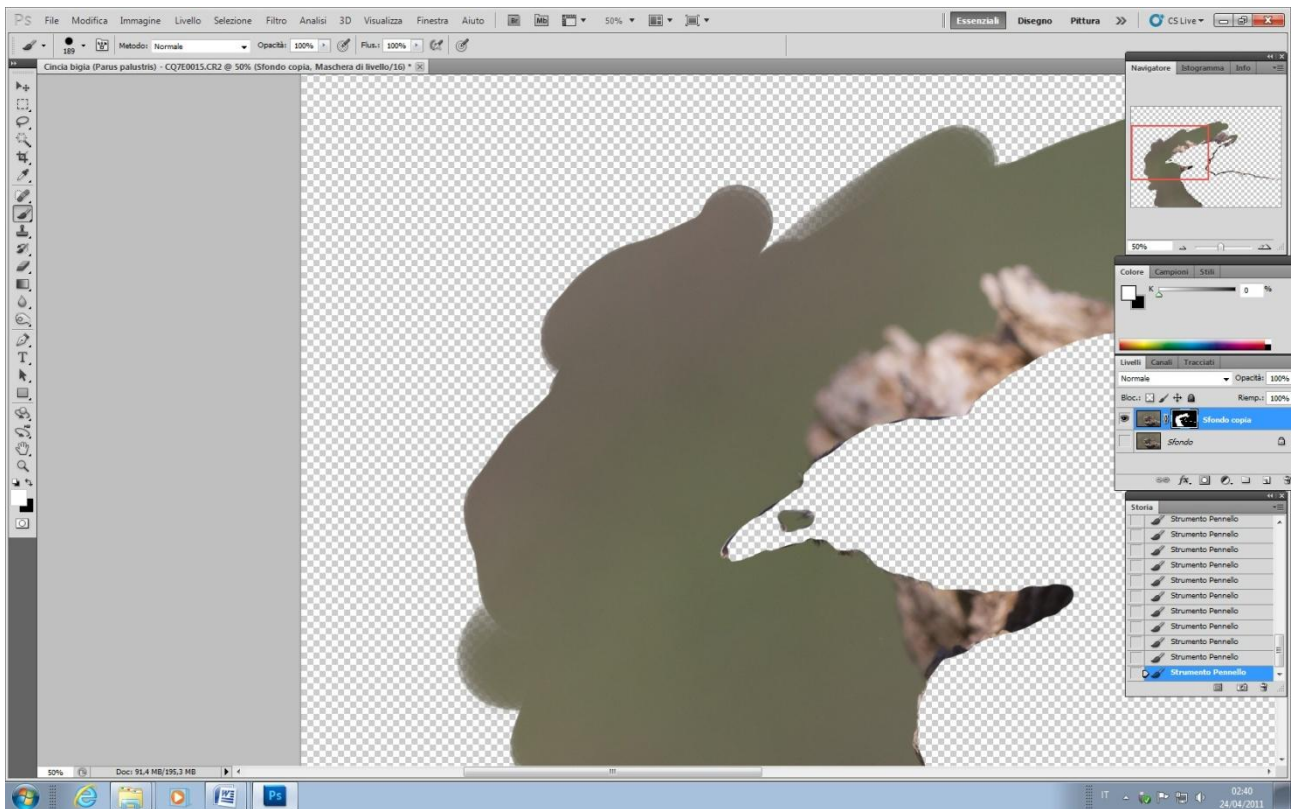 PS File Modifica Immagine Livello Selezione Filtro Analisi 3D Visualizza Finestra Aiuto Br Mb 50% Essenziali Disegno Pittura CS Live
189 Metodo: Normale Opacità: 100% Flus.: 100%
Cincia bigia (Parus palustris) - CQ7E0015.CR2 @ 50% (Sfondo copia, Maschera di livello/16) *
Navigatore Istogramma Info
50%
Colore Campioni Stili
K 0 %
Livelli Canali Tracciati
Normale Opacità: 100%
Bloc.: Riemp.: 100%
Sfondo copia
Sfondo
fx.
Storia
Strumento Pennello
Strumento Pennello
Strumento Pennello
Strumento Pennello
Strumento Pennello
Strumento Pennello
Strumento Pennello
Strumento Pennello
Strumento Pennello
Strumento Pennello
Strumento Pennello
T
50% Doc: 91,4 MB/195,3 MB
Ps IT 02:40
24/04/2011